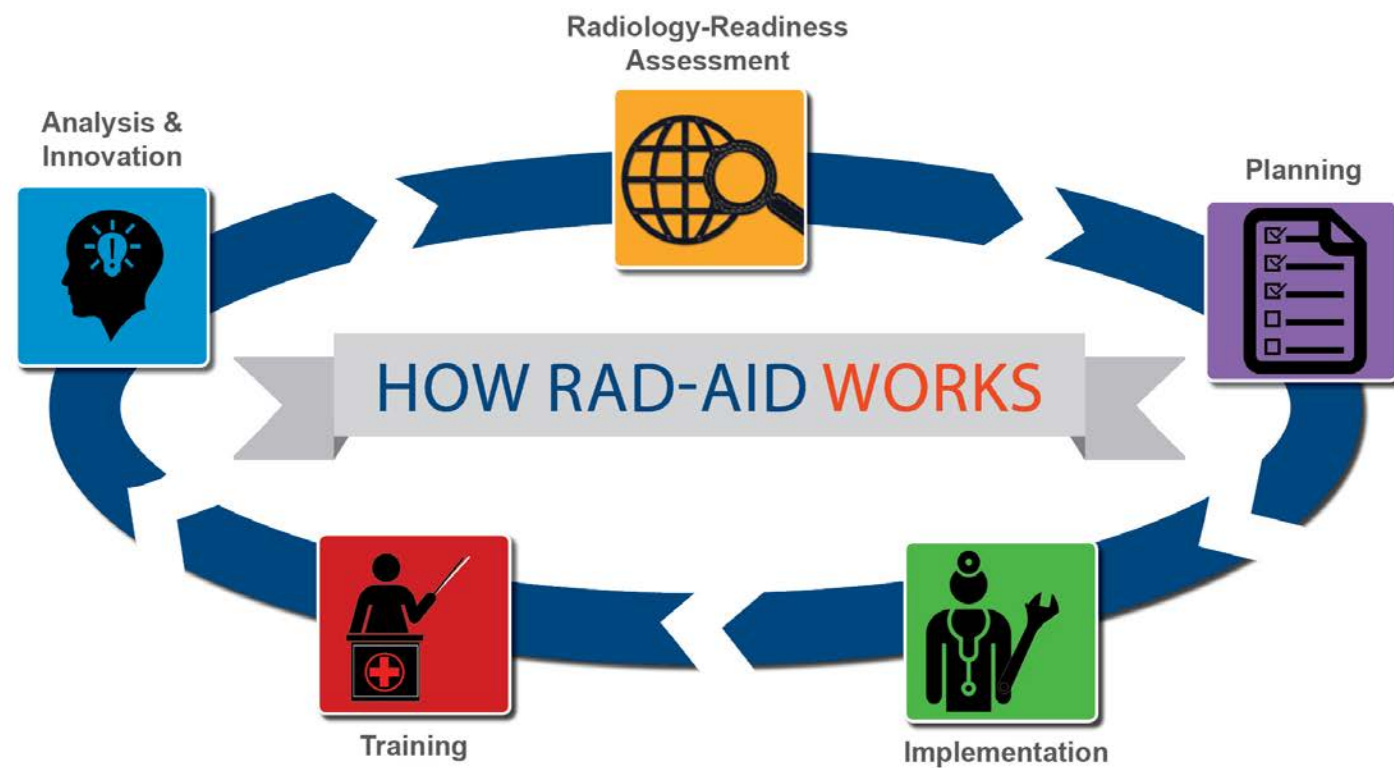 Radiology-Readiness
Assessment
Analysis &
Innovation
Planning
HOW RAD-AID WORKS
Training
Implementation